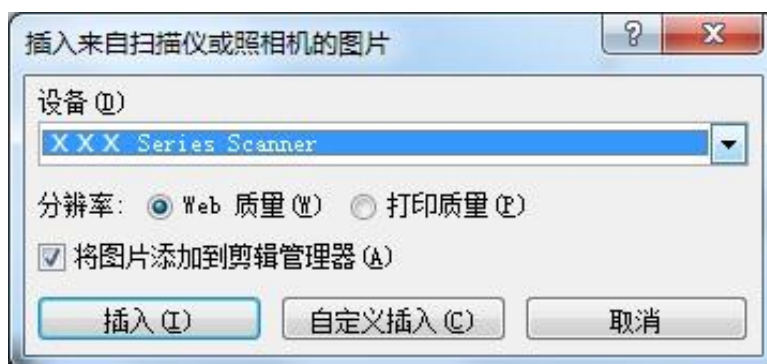 插入来自扫描仪或照相机的图片
?
X
设备(D)
XXX Series Scanner
分辨率: Web 质量(W) 打印质量(P)
将图片添加到剪辑管理器(A)
插入(I) 自定义插入(C) 取消